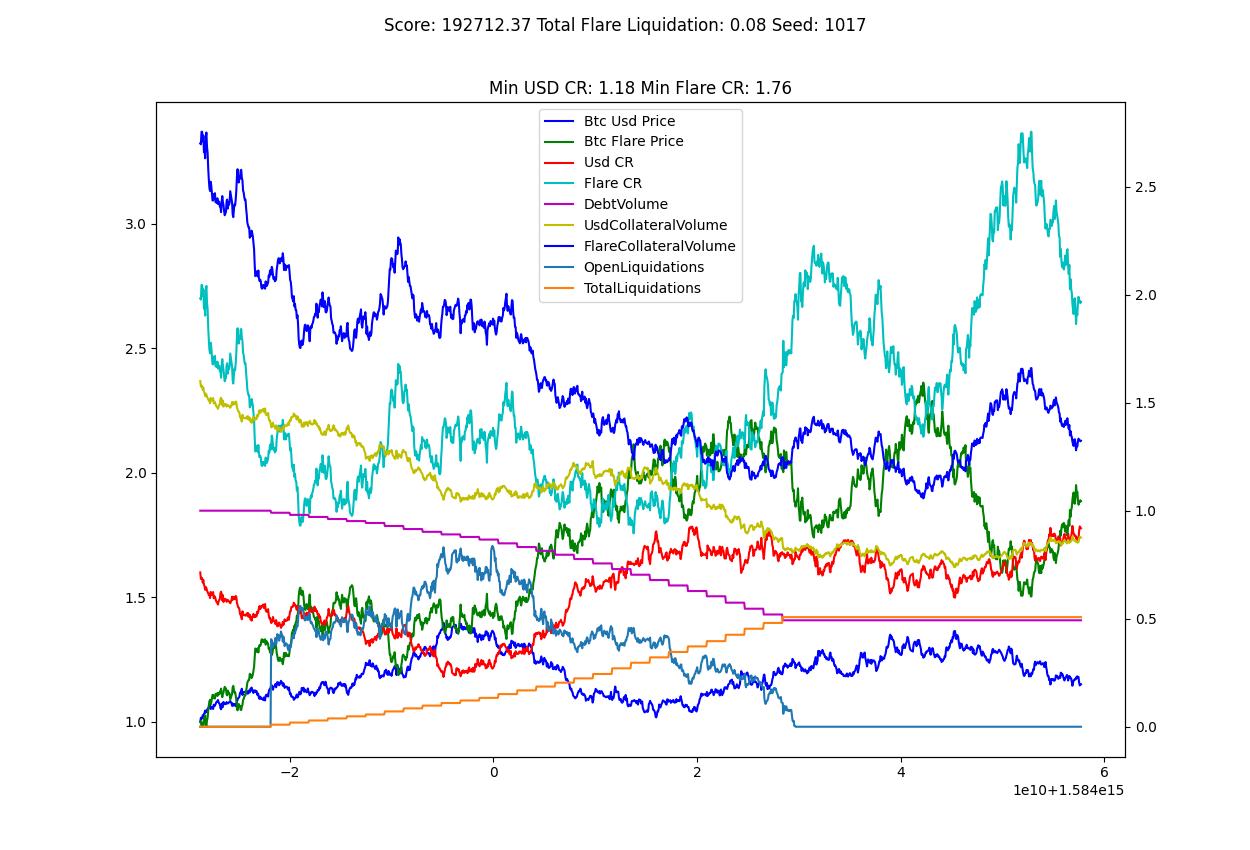 Score: 192712.37 Total Flare Liquidation: 0.08 Seed: 1017
Min USD CR: 1.18 Min Flare CR: 1.76
Btc Usd Price
Btc Flare Price
Usd CR
Flare CR
DebtVolume
UsdCollateralVolume
FlareCollateralVolume
OpenLiquidations
TotalLiquidations
3.0
2.5
2.0
1.5
1.0
2.5
2.0
1.5
1.0
0.5
0.0
−2 0 2 4 6
1e10+1.584e15